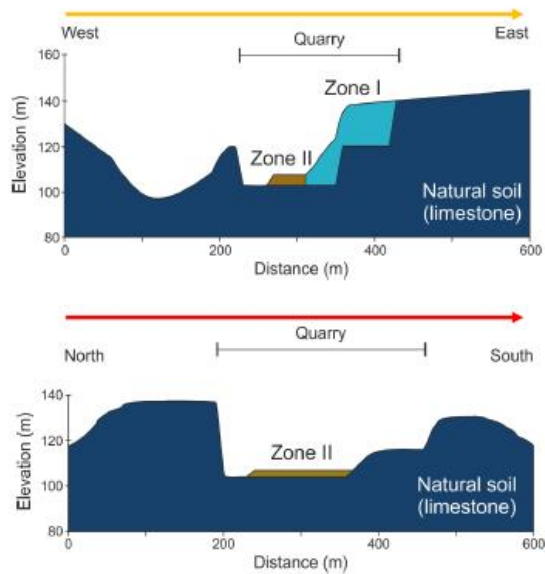 West Quarry East
Zone I
Zone II
Natural soil
(limestone)
Elevation (m)
160
140
120
100
80
0 200 400 600
Distance (m)
Quarry
North South
Zone II
Natural soil
(limestone)
Elevation (m)
140
120
100
80
0 200 400 600
Distance (m)